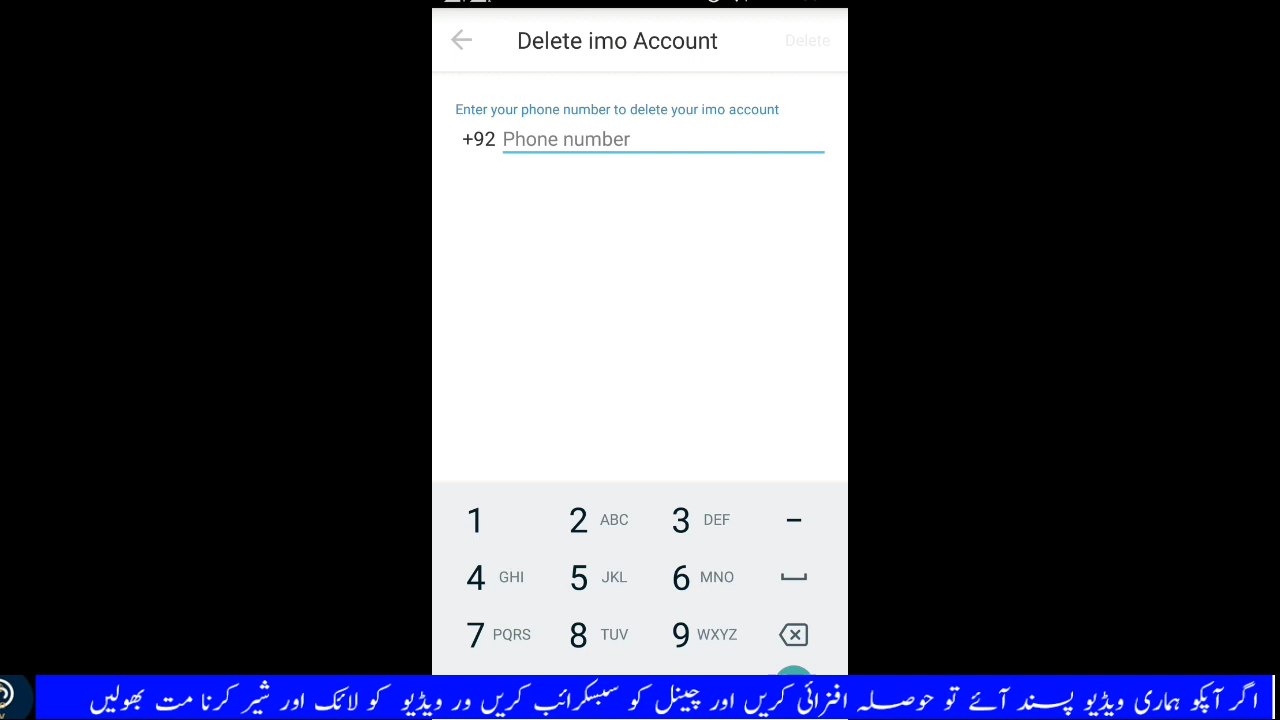 Delete imo Account
Delete
Enter your phone number to delete your imo account
+92 Phone number
1
2 ABC
3 DEF
-
4 GHI
5 JKL
6 MNO
7 PQRS
8 TUV
9 WXYZ
اگر آپکو ہماری ویڈیو پسند آئے تو حوصلہ افزائی کریں اور چینل کو سبسکرائب کریں ور ویڈیو کو لائک اور شیر کرنا مت بھولیں